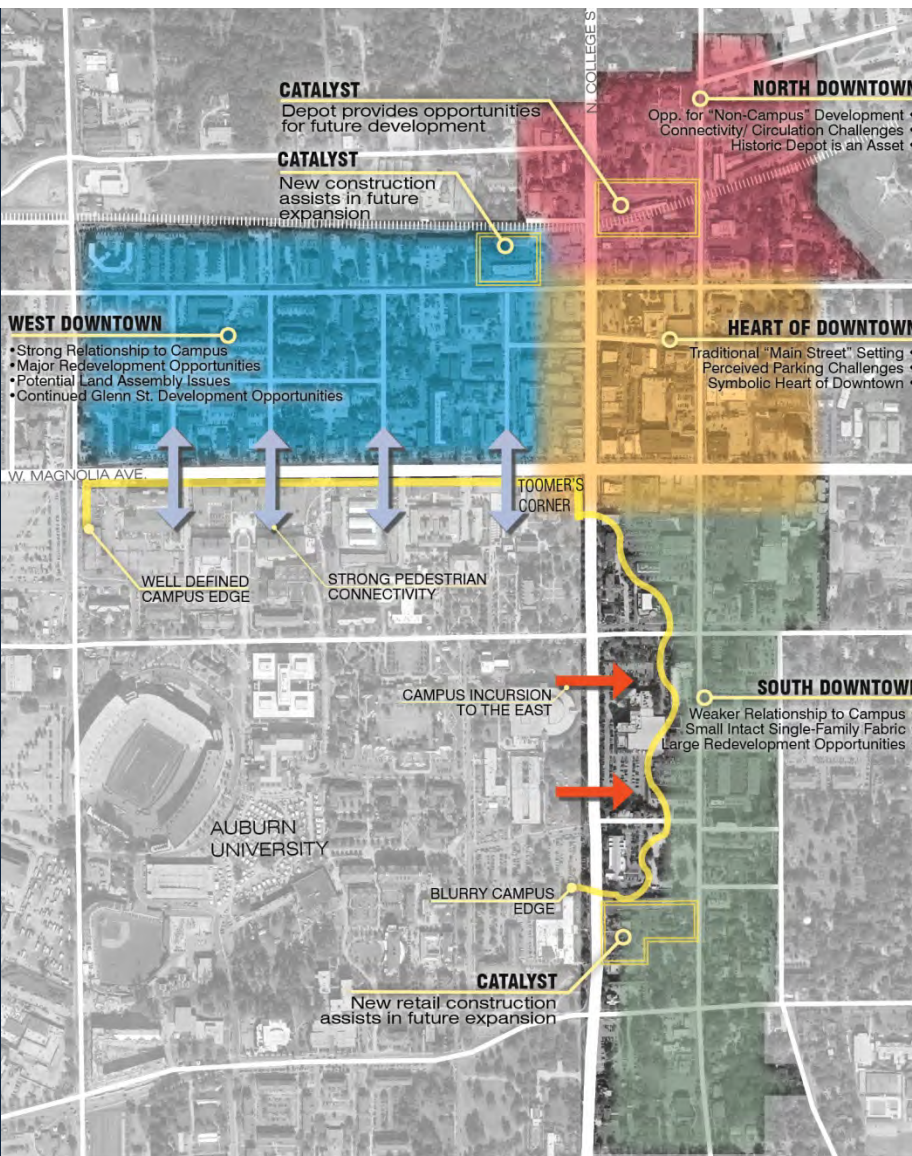 N. COLLEGE S
CATALYST
Depot provides opportunities
for future development
NORTH DOWNTOWN
Opp. for "Non-Campus" Development •
Connectivity/ Circulation Challenges •
Historic Depot is an Asset •
CATALYST
New construction
assists in future
expansion
WEST DOWNTOWN
•Strong Relationship to Campus
•Major Redevelopment Opportunities
•Potential Land Assembly Issues
•Continued Glenn St. Development Opportunities
HEART OF DOWNTOWN
Traditional "Main Street" Setting •
Perceived Parking Challenges •
Symbolic Heart of Downtown •
W. MAGNOLIA AVE.
TOOMER'S
CORNER
WELL DEFINED
CAMPUS EDGE
STRONG PEDESTRIAN
CONNECTIVITY
CAMPUS INCURSION
TO THE EAST
SOUTH DOWNTOWN
Weaker Relationship to Campus
Small Intact Single-Family Fabric
Large Redevelopment Opportunities
AUBURN
UNIVERSITY
BLURRY CAMPUS
EDGE
CATALYST
New retail construction
assists in future expansion